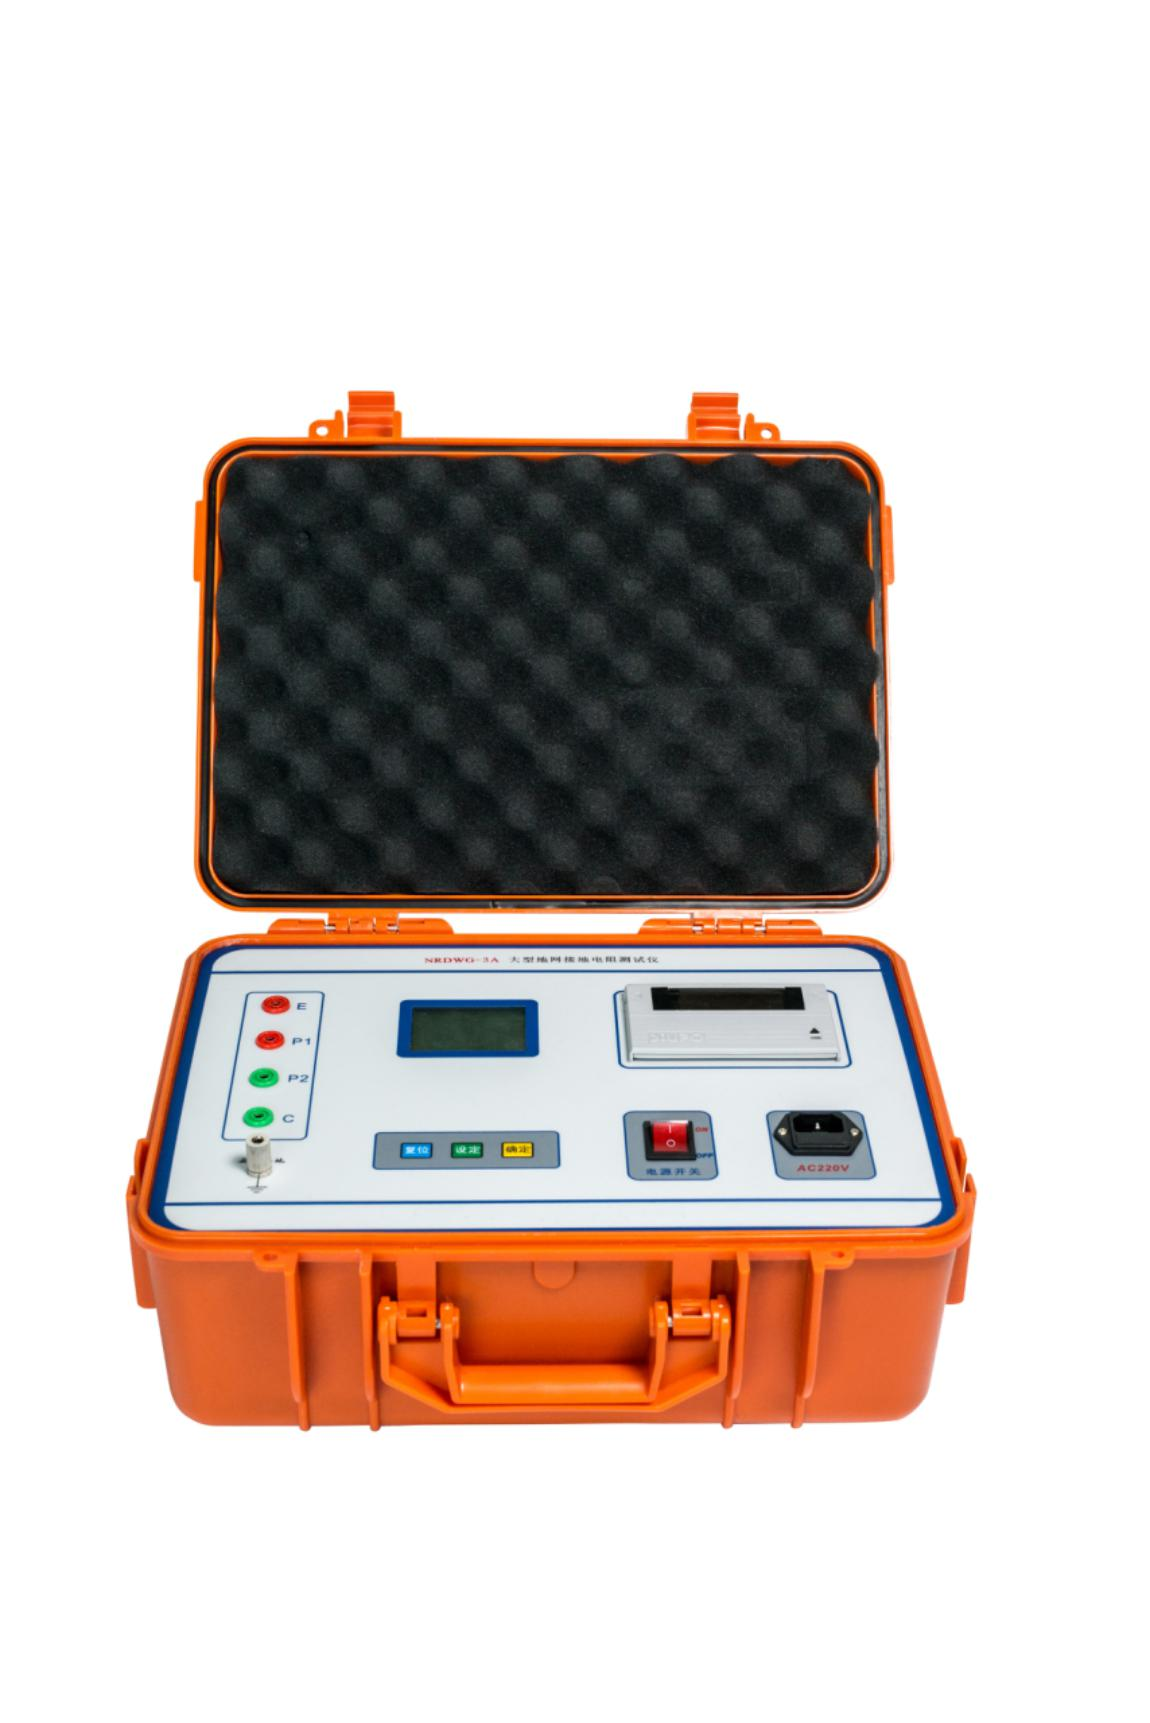 NRDWG-3A 大型地网接地电阻测试仪
E
P1
P2
C
复位 设定 确定
I ON
O OFF
电源开关
AC220V